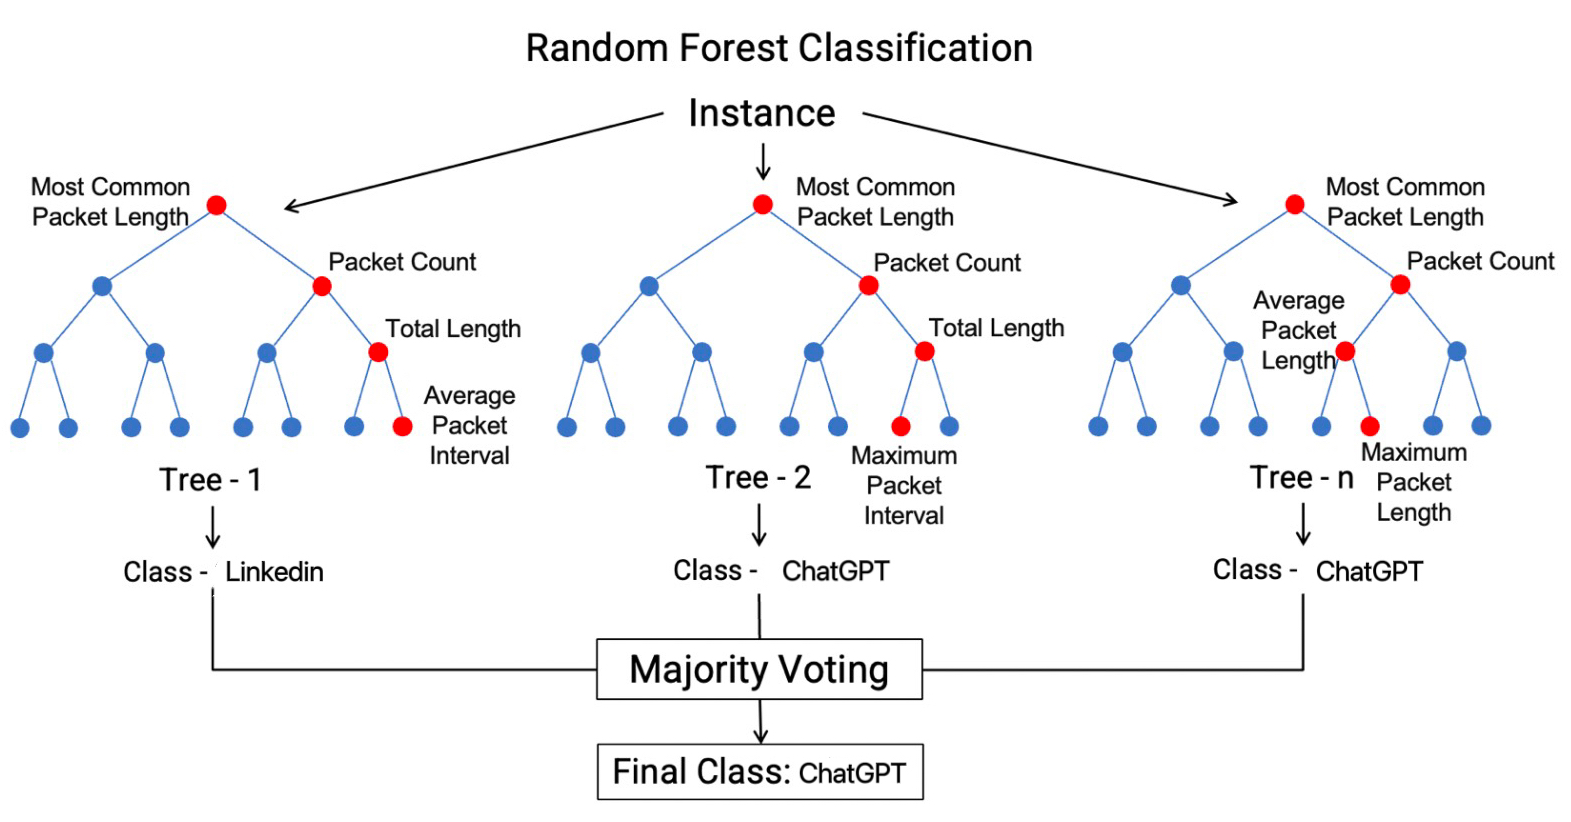 Random Forest Classification
Instance
Most Common
Packet Length
Packet Count
Total Length
Average
Packet
Interval
Tree - 1
Class - Linkedin
Most Common
Packet Length
Packet Count
Total Length
Maximum
Packet
Interval
Tree - 2
Class - ChatGPT
Most Common
Packet Length
Packet Count
Average
Packet
Length
Maximum
Packet
Length
Tree - n
Class - ChatGPT
Majority Voting
Final Class: ChatGPT